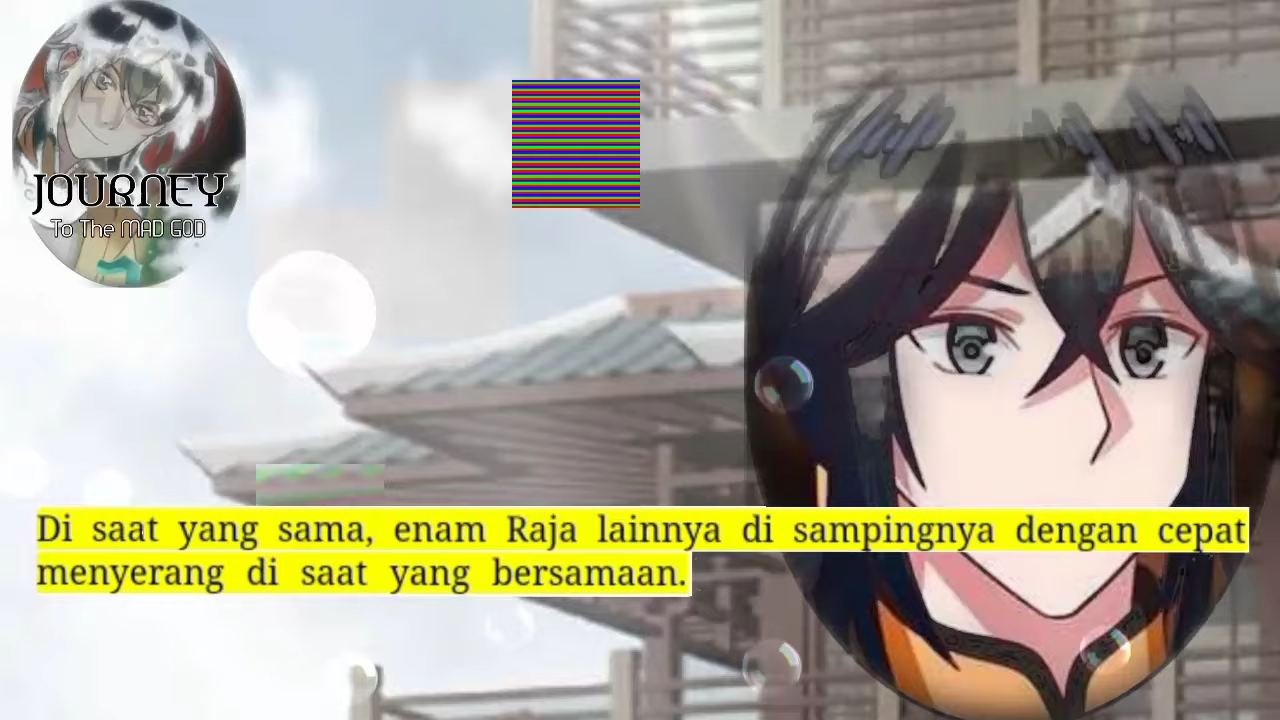 JOURNEY
To The MAD GOD
Di saat yang sama, enam Raja lainnya di sampingnya dengan cepat
menyerang di saat yang bersamaan.